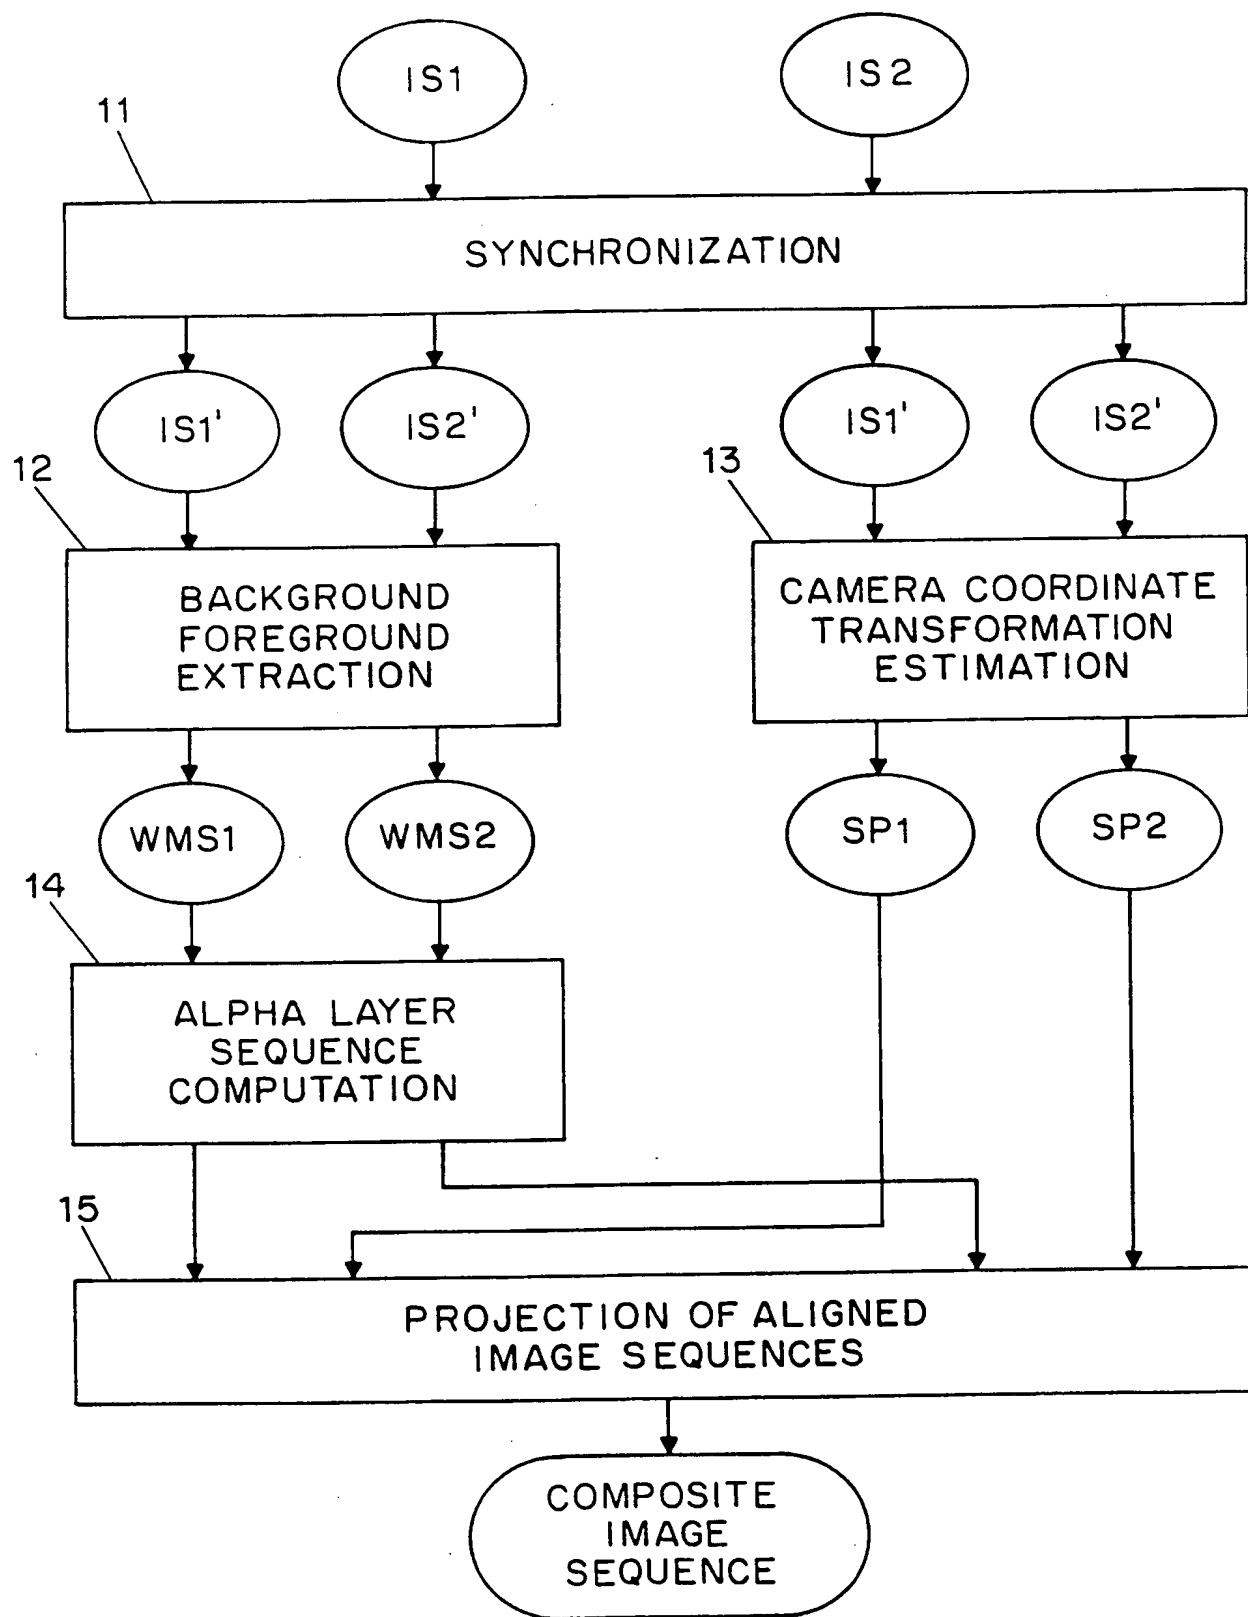 IS1
IS2
11
SYNCHRONIZATION
IS1'
IS2'
IS1'
IS2'
12
13
BACKGROUND
FOREGROUND
EXTRACTION
CAMERA COORDINATE
TRANSFORMATION
ESTIMATION
WMS1
WMS2
SP1
SP2
14
ALPHA LAYER
SEQUENCE
COMPUTATION
15
PROJECTION OF ALIGNED
IMAGE SEQUENCES
COMPOSITE
IMAGE
SEQUENCE